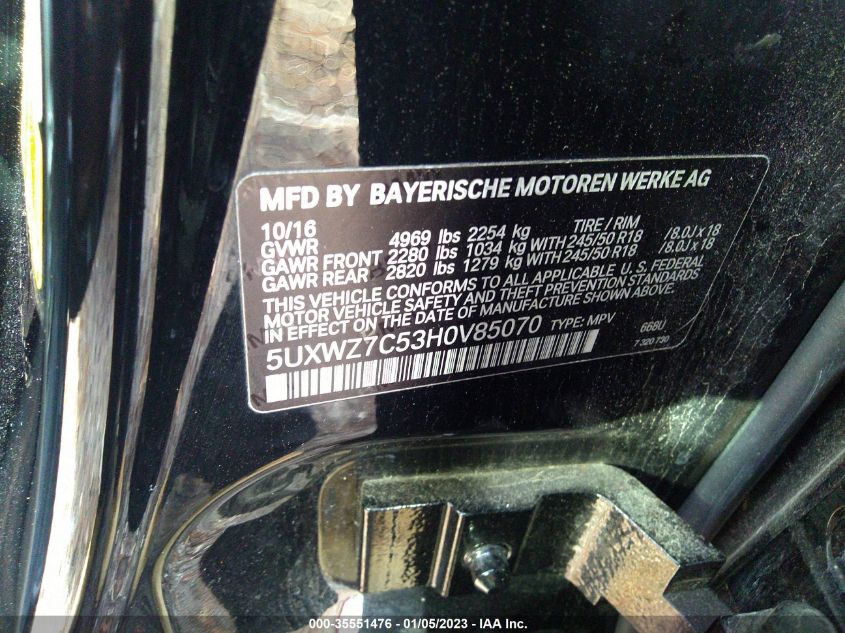 MFD BY BAYERISCHE MOTOREN WERKE AG
10/16 TIRE / RIM
GVWR 4969 lbs 2254 kg
GAWR FRONT 2280 lbs 1034 kg WITH 245/50 R18 /8.0J x 18
GAWR REAR 2820 lbs 1279 kg WITH 245/50 R18 /8.0J x 18
THIS VEHICLE CONFORMS TO ALL APPLICABLE U.S. FEDERAL
MOTOR VEHICLE SAFETY AND THEFT PREVENTION STANDARDS
IN EFFECT ON THE DATE OF MANUFACTURE SHOWN ABOVE.
5UXWZ7C53H0V85070 TYPE: MPV 666U
7 320 730
000-35551476 - 01/05/2023 - IAA Inc.